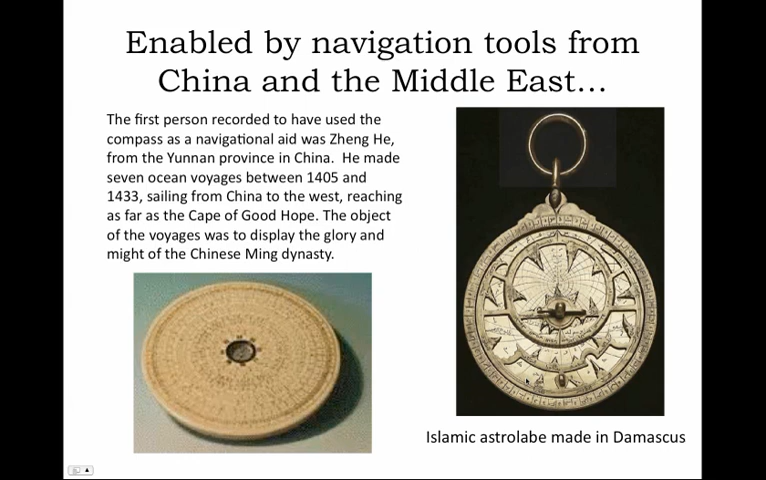 Enabled by navigation tools from
China and the Middle East…
The first person recorded to have used the
compass as a navigational aid was Zheng He,
from the Yunnan province in China.  He made
seven ocean voyages between 1405 and
1433, sailing from China to the west, reaching
as far as the Cape of Good Hope. The object
of the voyages was to display the glory and
might of the Chinese Ming dynasty.
Islamic astrolabe made in Damascus